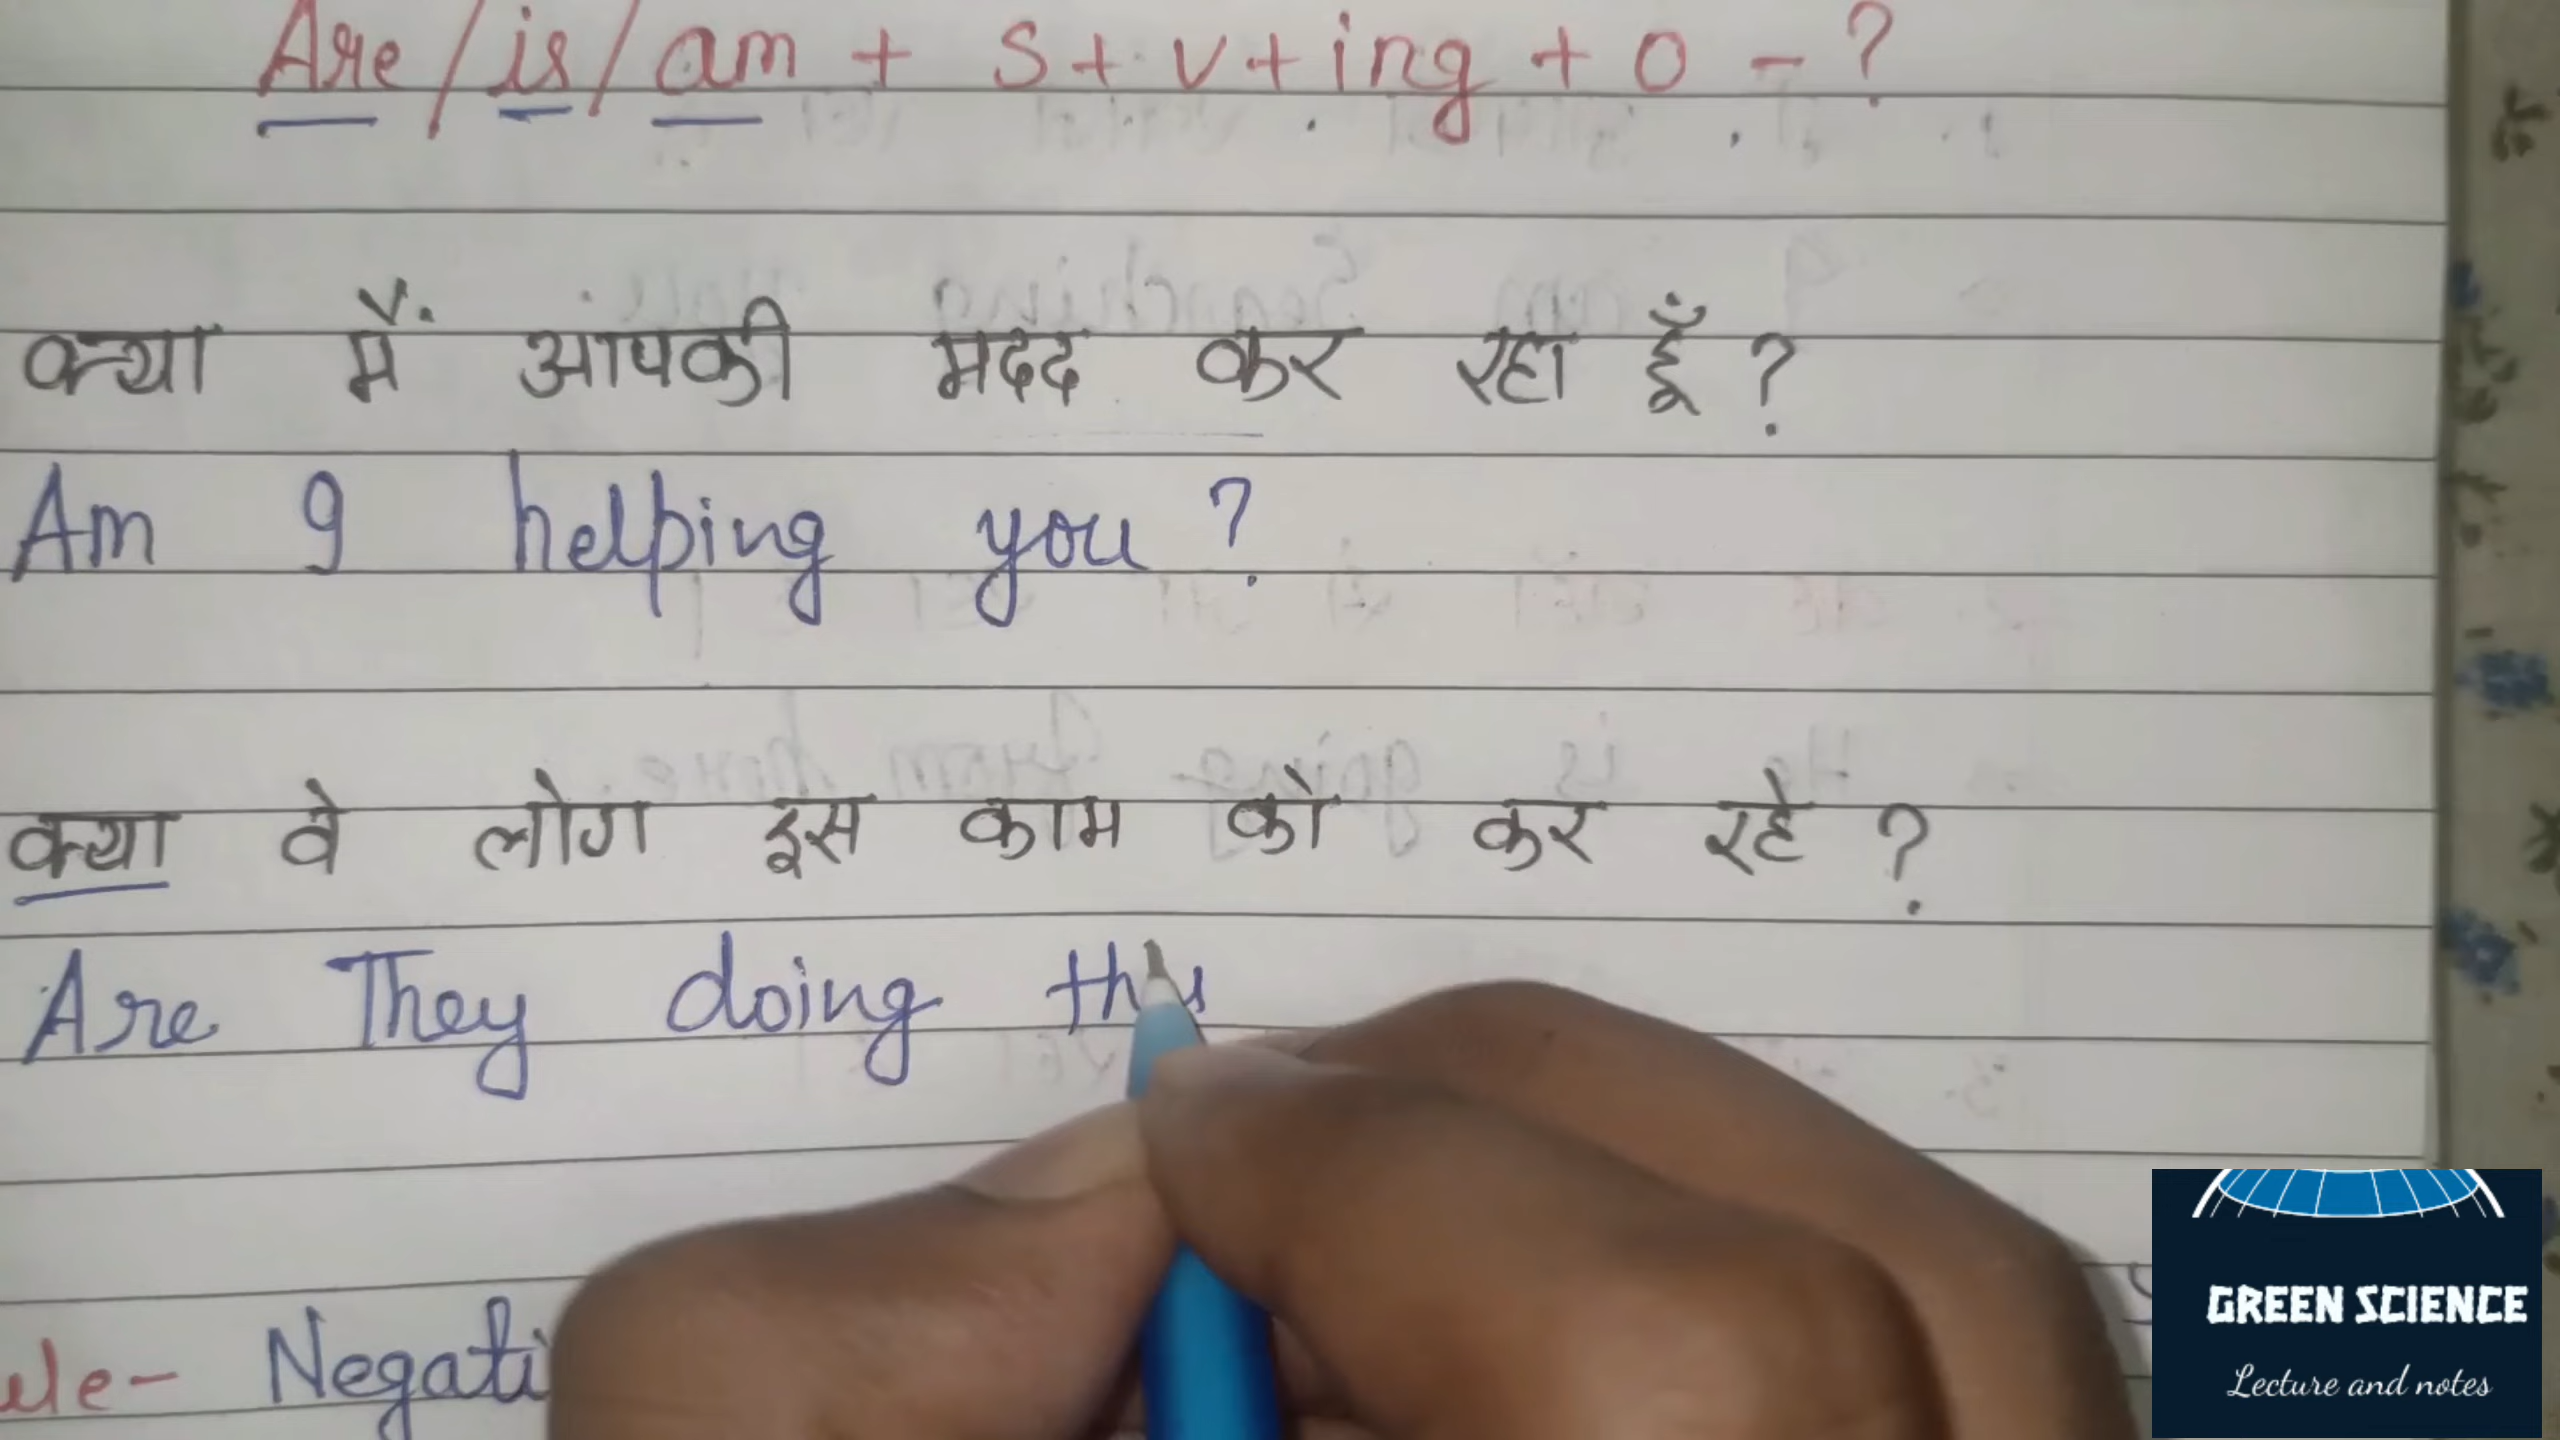 Are/is/am + S + v + ing + o - ?
क्या मैं आपकी मदद कर रहा हूँ ?
Am I helping you ?
क्या वे लोग इस काम को कर रहे ?
Are They doing this
Negati
GREEN SCIENCE
Lecture and notes